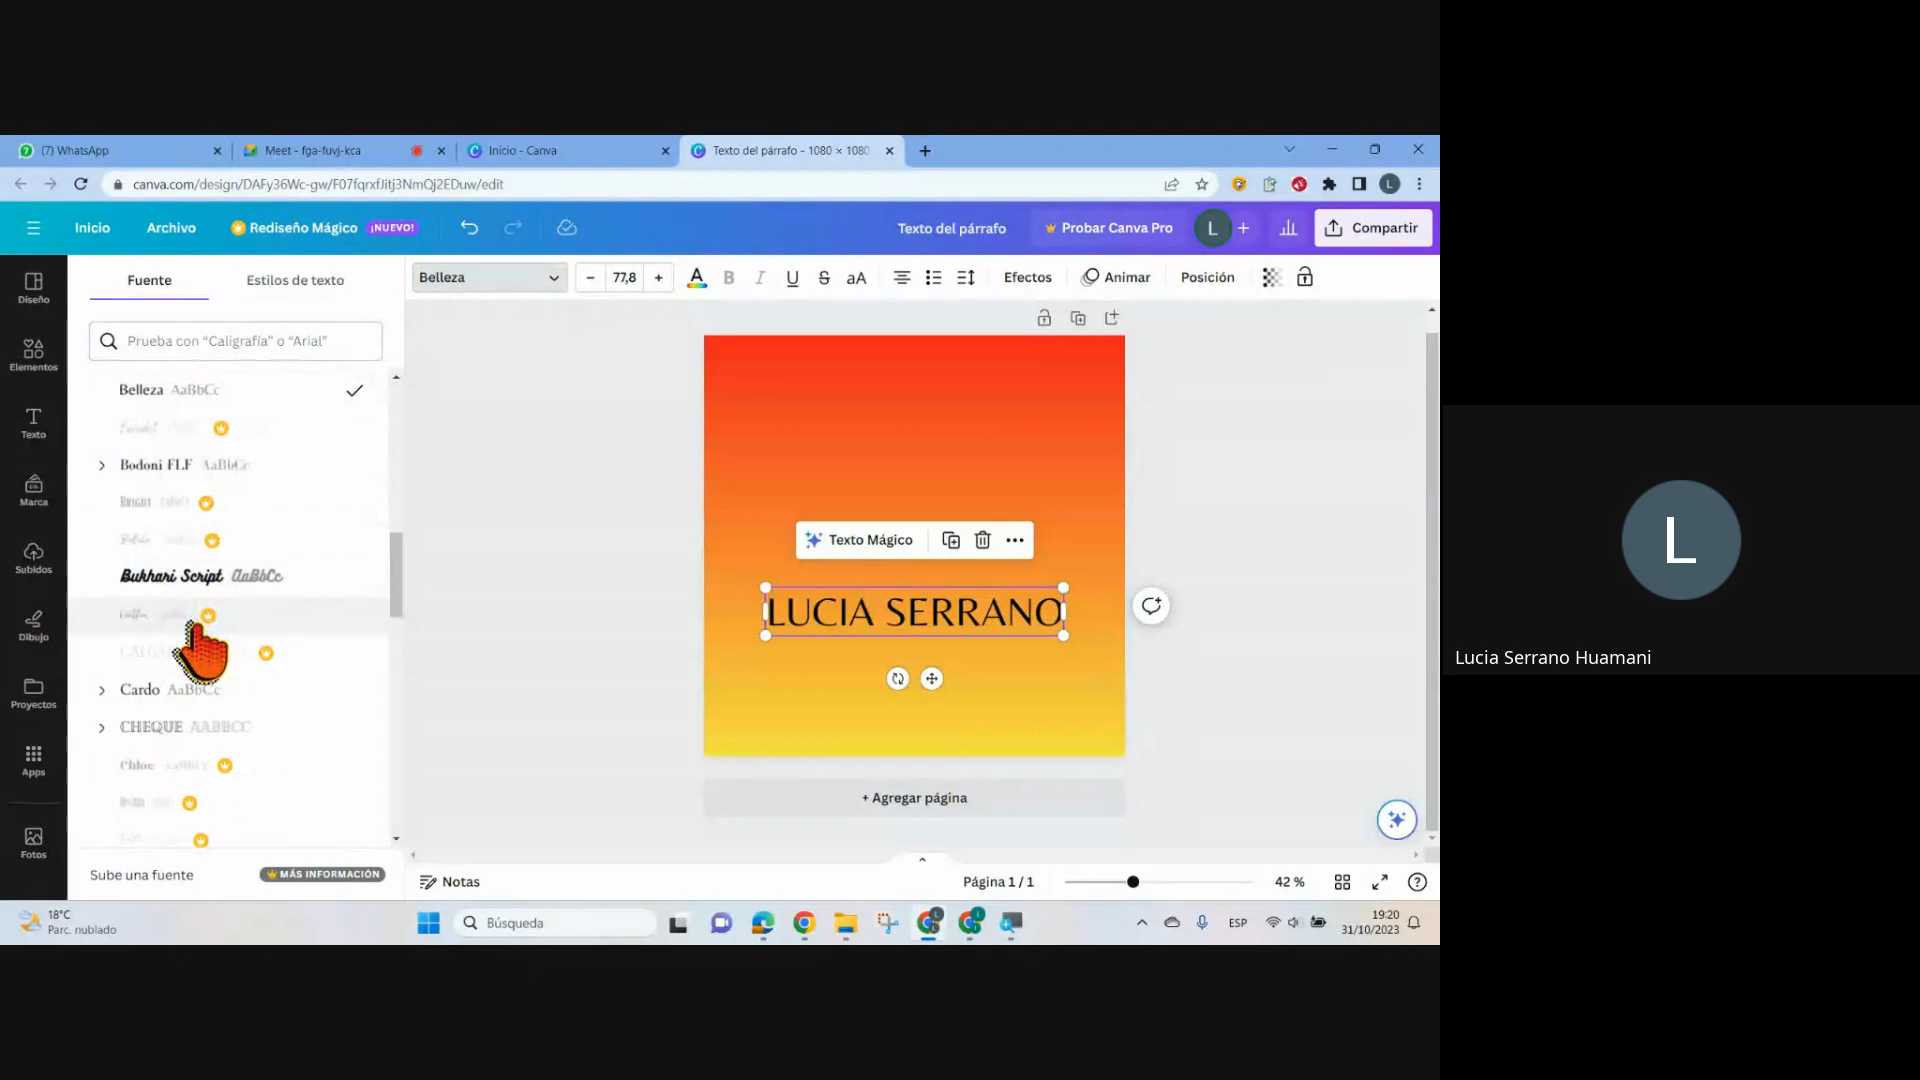 (7) WhatsApp
Meet - fga-fuvj-kca
Inicio - Canva
Texto del párrafo - 1080 × 1080
canva.com/design/DAFy36Wc-gw/F07fqrxfJitj3NmQj2EDuw/edit
Inicio
Archivo
Rediseño Mágico ¡NUEVO!
Texto del párrafo
Probar Canva Pro
L
Compartir
Diseño
Elementos
Texto
Marca
Subidos
Dibujo
Proyectos
Apps
Fotos
Fuente
Estilos de texto
Prueba con “Caligrafía” o “Arial”
Belleza AaBbCc
Bodoni FLF AaBbCc
BRIGHT
Bukhari Script AaBbCc
Cardo AaBbCc
CHEQUE AABBCC
Chloe AaBbCc
Sube una fuente
MÁS INFORMACIÓN
Belleza
77,8
A B I U S aA
Efectos
Animar
Posición
Texto Mágico
LUCIA SERRANO
+ Agregar página
Notas
Página 1 / 1
42 %
18°C
Parc. nublado
Búsqueda
ESP
19:20
31/10/2023
L
Lucia Serrano Huamani